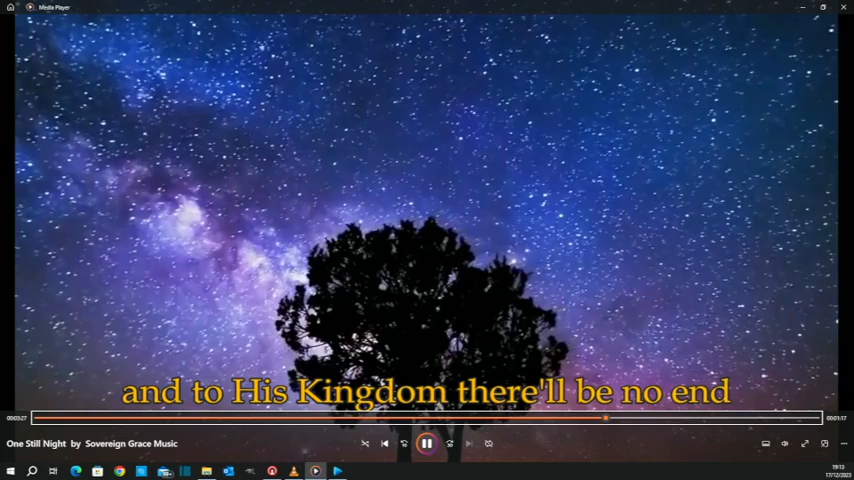 Media Player
and to His Kingdom there'll be no end
00:03:27
00:01:17
One Still Night by Sovereign Grace Music
19:13
17/12/2023